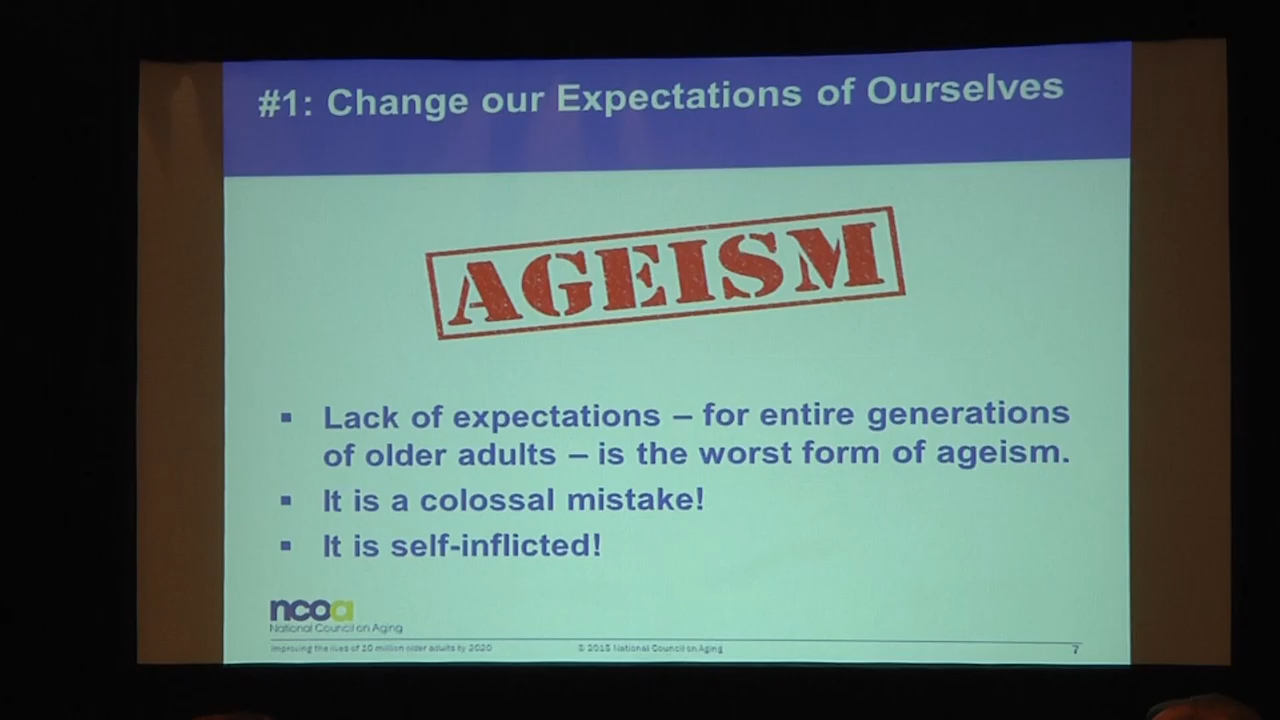 #1: Change our Expectations of Ourselves
AGEISM
▪ Lack of expectations – for entire generations
of older adults – is the worst form of ageism.
▪ It is a colossal mistake!
▪ It is self-inflicted!
ncoa
National Council on Aging
Improving the lives of 10 million older adults by 2020
© 2015 National Council on Aging
7